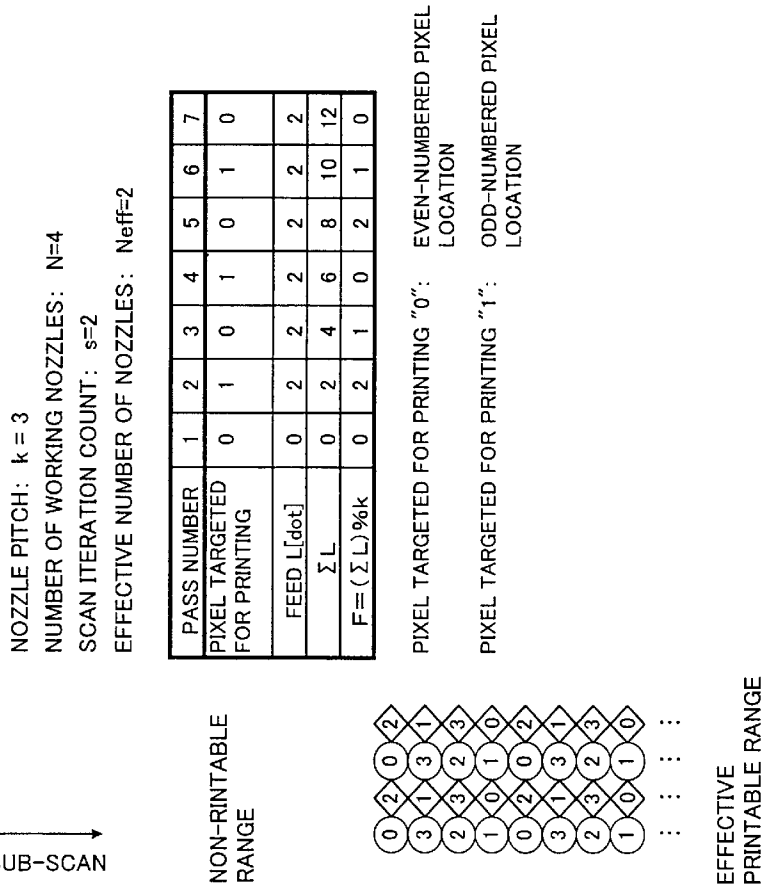 SUB-SCAN
NOZZLE PITCH: k = 3
NUMBER OF WORKING NOZZLES: N=4
SCAN ITERATION COUNT: s=2
EFFECTIVE NUMBER OF NOZZLES: Neff=2
PASS NUMBER 1 2 3 4 5 6 7
PIXEL TARGETED FOR PRINTING 0 1 0 1 0 1 0
FEED L[dot] 0 2 2 2 2 2 2
ΣL 0 2 4 6 8 10 12
F=(ΣL)%k 0 2 1 0 2 1 0
PIXEL TARGETED FOR PRINTING "0": EVEN-NUMBERED PIXEL
LOCATION
PIXEL TARGETED FOR PRINTING "1": ODD-NUMBERED PIXEL
LOCATION
NON-RINTABLE
RANGE
0 2 0 2
3 1 3 1
2 3 2 3
1 0 1 0
0 2 0 2
3 1 3 1
2 3 2 3
1 0 1 0
... ... ... ...
EFFECTIVE
PRINTABLE RANGE